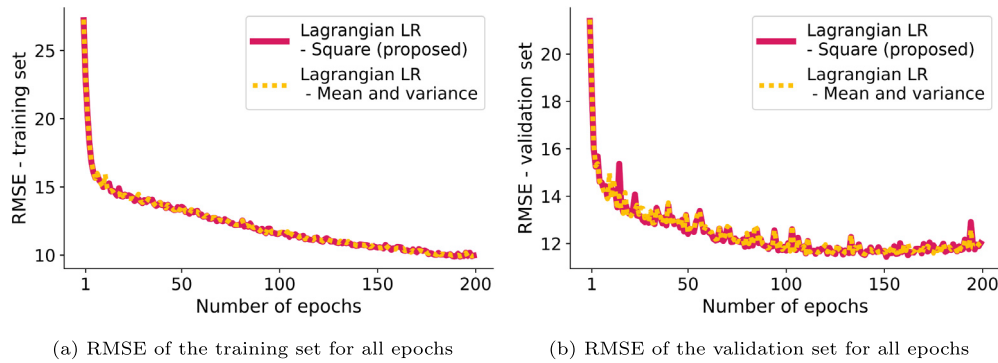 RMSE - training set
25
20
15
10
Lagrangian LR
- Square (proposed)
Lagrangian LR
- Mean and variance
1
50
100
150
200
Number of epochs
(a) RMSE of the training set for all epochs
RMSE - validation set
20
18
16
14
12
Lagrangian LR
- Square (proposed)
Lagrangian LR
- Mean and variance
1
50
100
150
200
Number of epochs
(b) RMSE of the validation set for all epochs